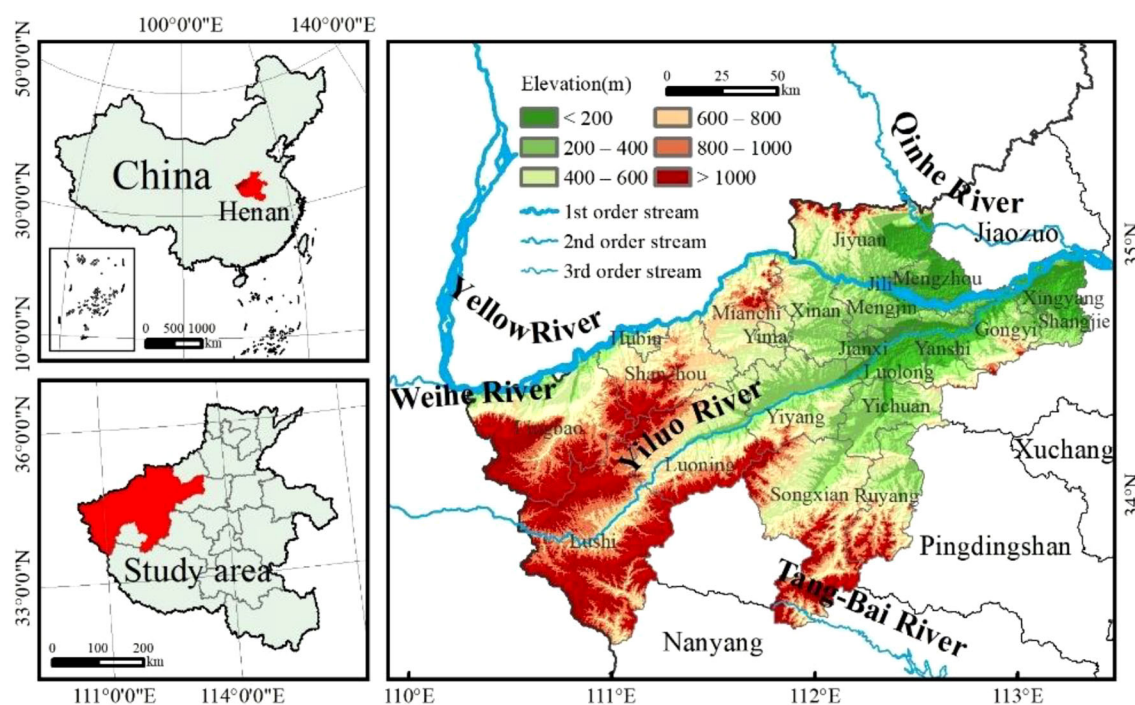 100°0'0"E
140°0'0"E
50°0'0"N
30°0'0"N
10°0'0"N
China
Henan
0 500 1000
km
36°0'0"N
33°0'0"N
Study area
0 100 200
km
111°0'0"E
114°0'0"E
Elevation(m)
0 25 50
km
< 200
600 – 800
200 – 400
800 – 1000
400 – 600
> 1000
1st order stream
2nd order stream
3rd order stream
Qinhe River
Jiaozuo
Jiyuan
Jili
Mengzhou
YellowRiver
Mianchi
Xinan
Mengjin
Xingyang
Gongyi
Shangjie
Hubin
Yima
Jianxi
Yanshi
Shanzhou
Luolong
Weihe River
Yiluo River
Yiyang
Yichuan
Lingbao
Xuchang
Luoning
Songxian
Ruyang
Lushi
Pingdingshan
Tang-Bai River
Nanyang
35°N
34°N
110°
111°E
112°E
113°E